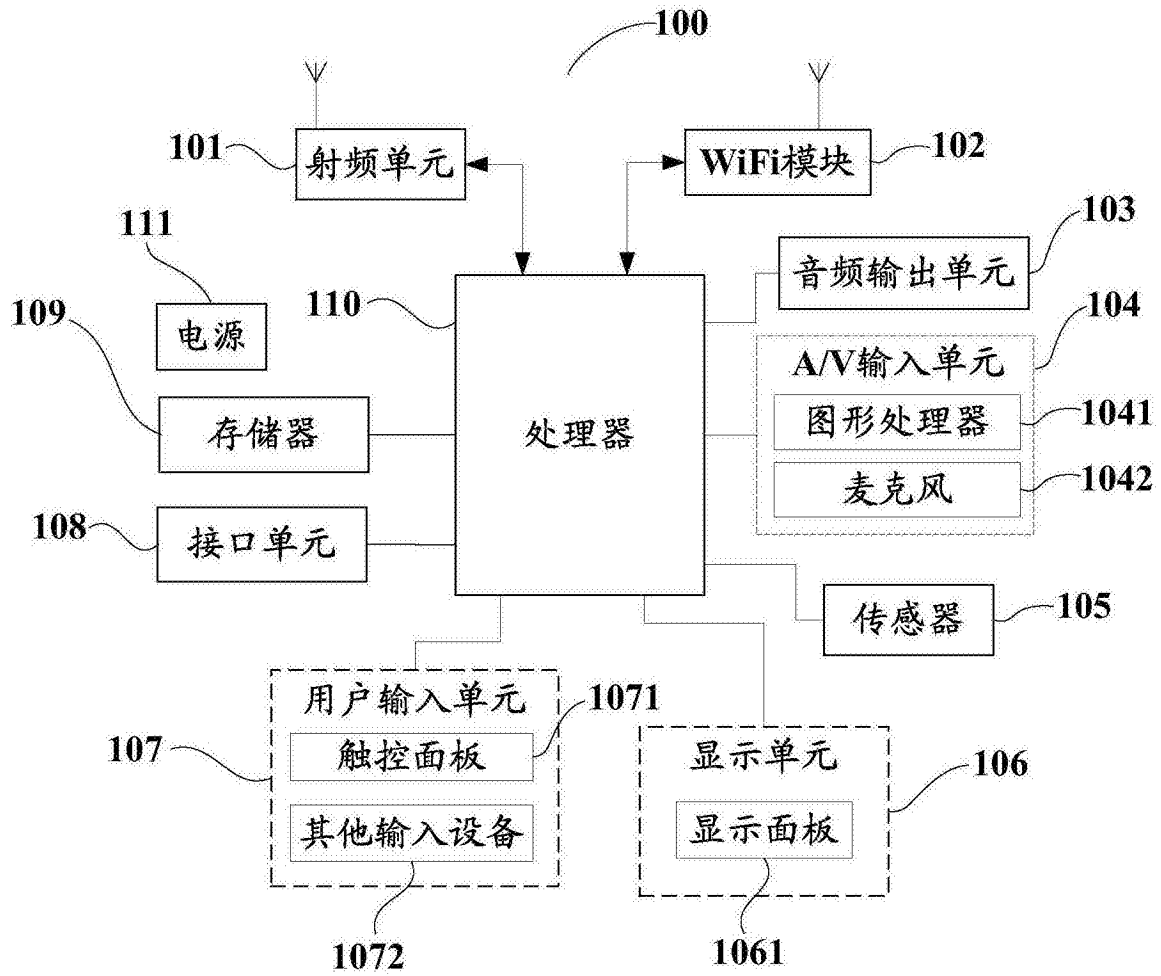 100
101
射频单元
WiFi模块
102
111
103
音频输出单元
109
电源
110
104
A/V输入单元
图形处理器
1041
存储器
处理器
麦克风
1042
108
接口单元
传感器
105
用户输入单元
1071
107
触控面板
显示单元
106
其他输入设备
显示面板
1072
1061